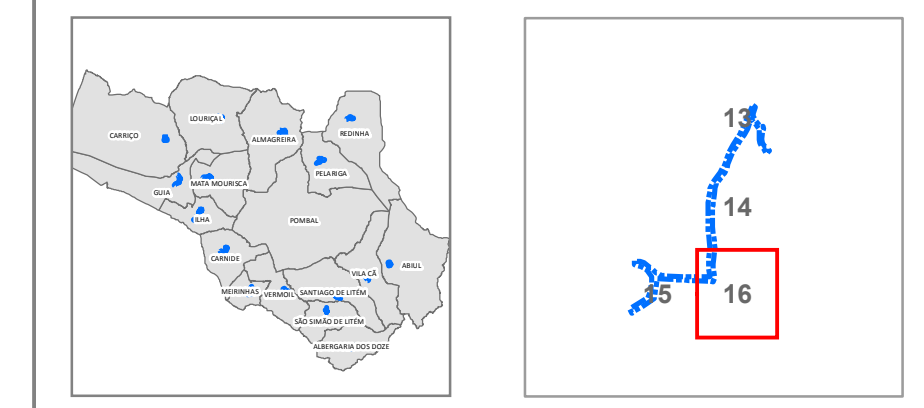 LOURIÇAL
CARRIÇO
ALMAGREIRA
REDINHA
PELARIGA
MATA MOURISCA
GUIA
ILHA
POMBAL
CARNIDE
ABIUL
VILA CÃ
MEIRINHAS
VERMOIL
SANTIAGO DE LITÉM
SÃO SIMÃO DE LITÉM
ALBERGARIA DOS DOZE
13
14
15
16